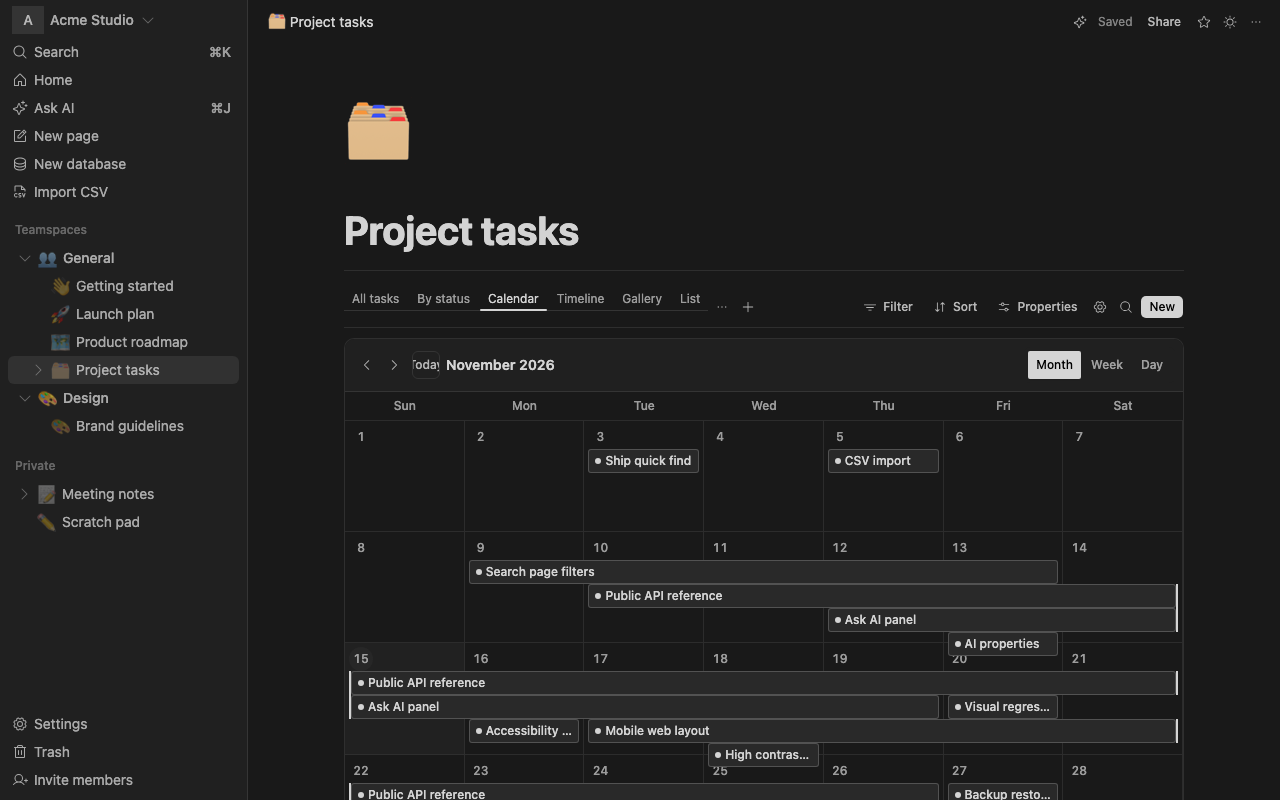 A Acme Studio
Search ⌘K
Home
Ask AI ⌘J
New page
New database
Import CSV
Teamspaces
General
Getting started
Launch plan
Product roadmap
Project tasks
Design
Brand guidelines
Private
Meeting notes
Scratch pad
Settings
Trash
Invite members
Project tasks
Saved Share
Project tasks
All tasks By status Calendar Timeline Gallery List
Filter Sort Properties New
Today November 2026
Month Week Day
Sun Mon Tue Wed Thu Fri Sat
1 2 3 4 5 6 7
Ship quick find CSV import
8 9 10 11 12 13 14
Search page filters
Public API reference
Ask AI panel
AI properties
15 16 17 18 19 20 21
Public API reference
Ask AI panel Visual regres...
Accessibility ... Mobile web layout
High contras...
22 23 24 25 26 27 28
Public API reference Backup resto...